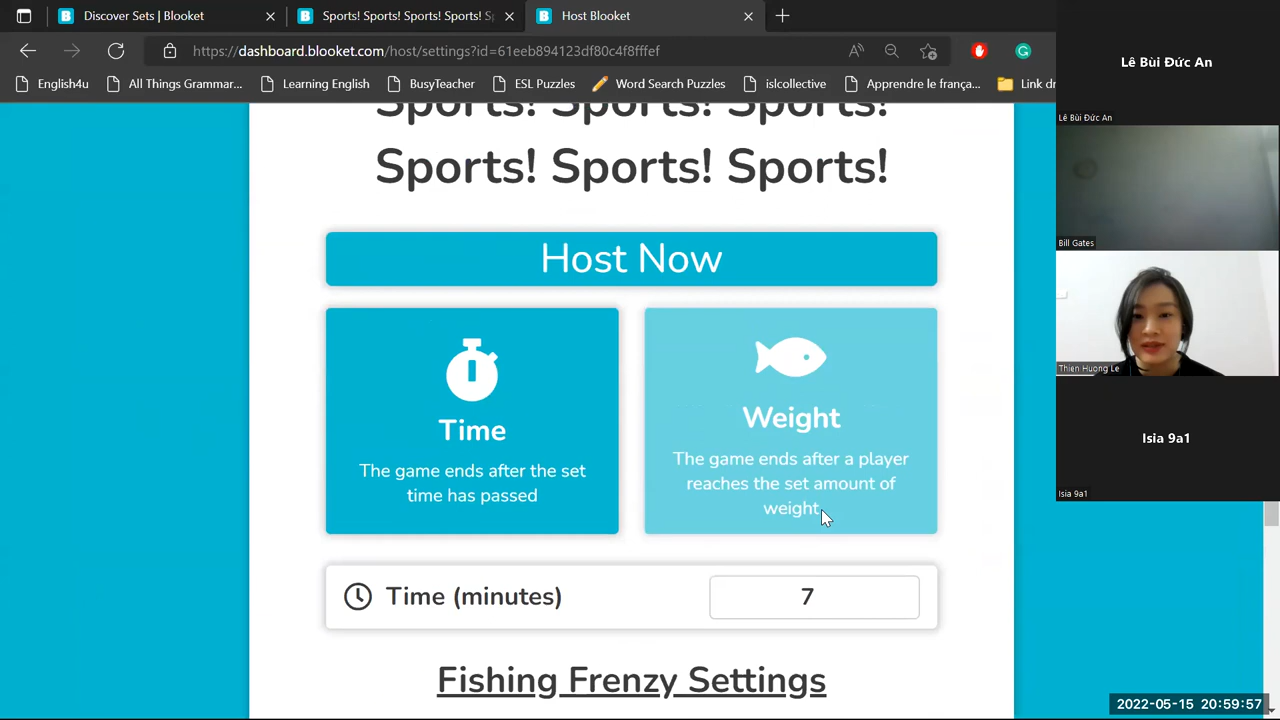 Discover Sets | Blooket
Sports! Sports! Sports! Sports! S
Host Blooket
https://dashboard.blooket.com/host/settings?id=61eeb894123df80c4f8fffef
English4u
All Things Grammar...
Learning English
BusyTeacher
ESL Puzzles
Word Search Puzzles
islcollective
Apprendre le frança...
Link dr
Sports! Sports! Sports!
Sports! Sports! Sports!
Host Now
Time
The game ends after the set
time has passed
Weight
The game ends after a player
reaches the set amount of
weight
Time (minutes)
7
Fishing Frenzy Settings
Lê Bùi Đức An
Lê Bùi Đức An
Bill Gates
Thien Huong Le
Isia 9a1
Isia 9a1
2022-05-15 20:59:57